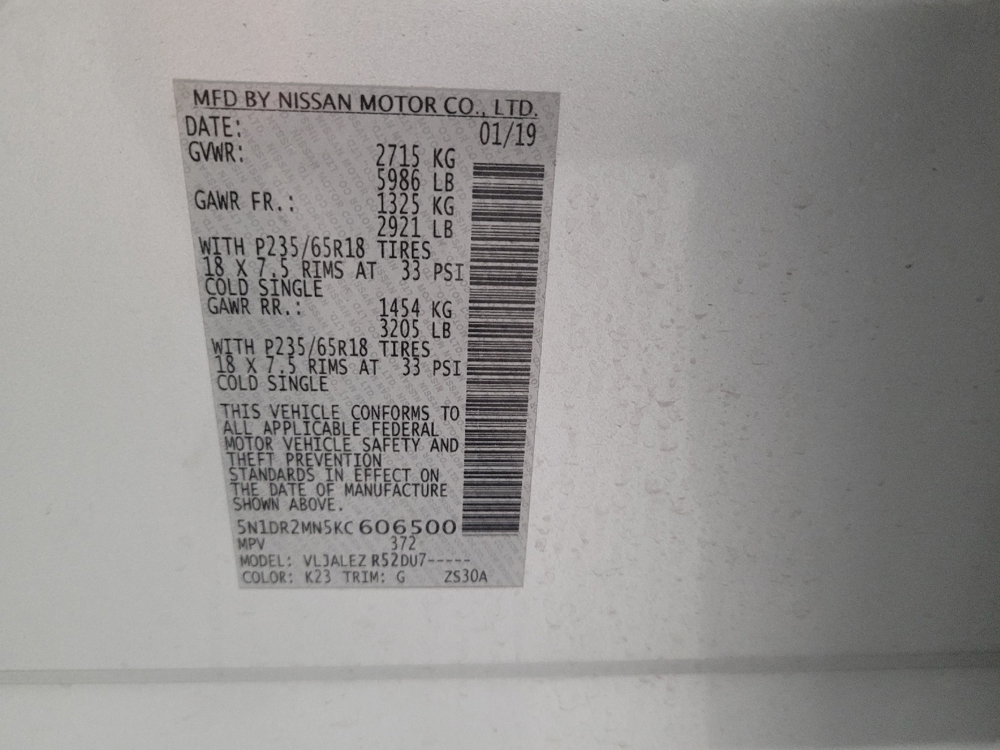 MFD BY NISSAN MOTOR CO., LTD.
DATE: 01/19
GVWR: 2715 KG
5986 LB
GAWR FR.: 1325 KG
2921 LB
WITH P235/65R18 TIRES
18 X 7.5 RIMS AT 33 PSI
COLD SINGLE
GAWR RR.: 1454 KG
3205 LB
WITH P235/65R18 TIRES
18 X 7.5 RIMS AT 33 PSI
COLD SINGLE
THIS VEHICLE CONFORMS TO
ALL APPLICABLE FEDERAL
MOTOR VEHICLE SAFETY AND
THEFT PREVENTION
STANDARDS IN EFFECT ON
THE DATE OF MANUFACTURE
SHOWN ABOVE.
5N1DR2MN5KC606500
MPV 372
MODEL: VLJALEZ R52DU7-----
COLOR: K23 TRIM: G ZS30A